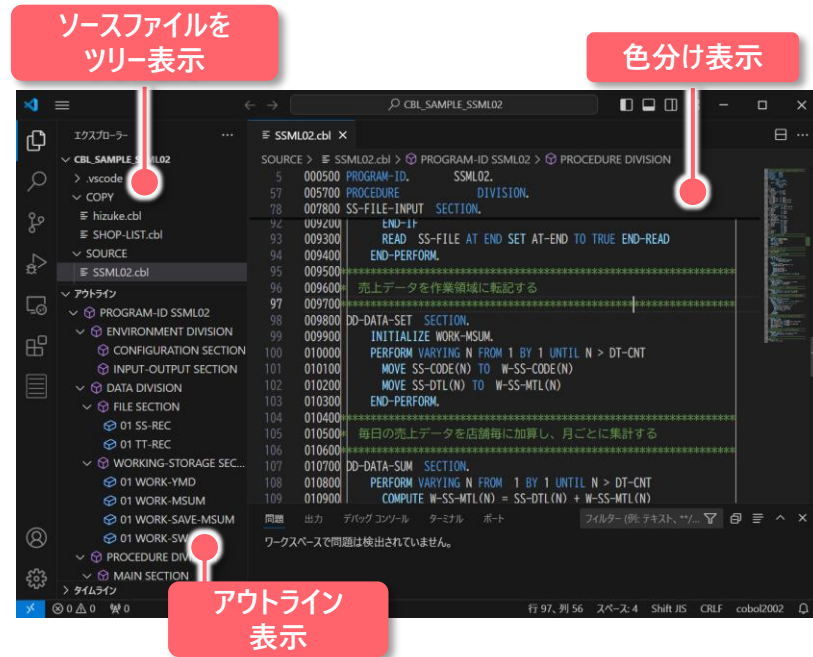 ソースファイルを
ツリー表示
色分け表示
CBL_SAMPLE_SSML02
エクスプローラー
SSML02.cbl
CBL_SAMPLE_SSML02
.vscode
COPY
hizuke.cbl
SHOP-LIST.cbl
SOURCE
SSML02.cbl
アウトライン
PROGRAM-ID SSML02
ENVIRONMENT DIVISION
CONFIGURATION SECTION
INPUT-OUTPUT SECTION
DATA DIVISION
FILE SECTION
01 SS-REC
01 TT-REC
WORKING-STORAGE SEC...
01 WORK-YMD
01 WORK-MSUM
01 WORK-SAVE-MSUM
01 WORK-SW
PROCEDURE DIVI
MAIN SECTION
タイムライン
SOURCE > SSML02.cbl > PROGRAM-ID SSML02 > PROCEDURE DIVISION
5 000500 PROGRAM-ID. SSML02.
57 005700 PROCEDURE DIVISION.
78 007800 SS-FILE-INPUT SECTION.
92 009200 END-IF
93 009300 READ SS-FILE AT END SET AT-END TO TRUE END-READ
94 009400 END-PERFORM.
95 009500*****************************************************************
96 009600* 売上データを作業領域に転記する
97 009700*****************************************************************
98 009800 DD-DATA-SET SECTION.
99 009900 INITIALIZE WORK-MSUM.
100 010000 PERFORM VARYING N FROM 1 BY 1 UNTIL N > DT-CNT
101 010100 MOVE SS-CODE(N) TO W-SS-CODE(N)
102 010200 MOVE SS-DTL(N) TO W-SS-MTL(N)
103 010300 END-PERFORM.
104 010400*****************************************************************
105 010500* 毎日の売上データを店舗毎に加算し、月ごとに集計する
106 010600*****************************************************************
107 010700 DD-DATA-SUM SECTION.
108 010800 PERFORM VARYING N FROM 1 BY 1 UNTIL N > DT-CNT
109 010900 COMPUTE W-SS-MTL(N) = SS-DTL(N) + W-SS-MTL(N)
問題 出力 デバッグ コンソール ターミナル ポート フィルター (例: テキスト、**/...
ワークスペースで問題は検出されていません。
アウトライン
表示
0 0 0 行 97、列 56 スペース: 4 Shift JIS CRLF cobol2002